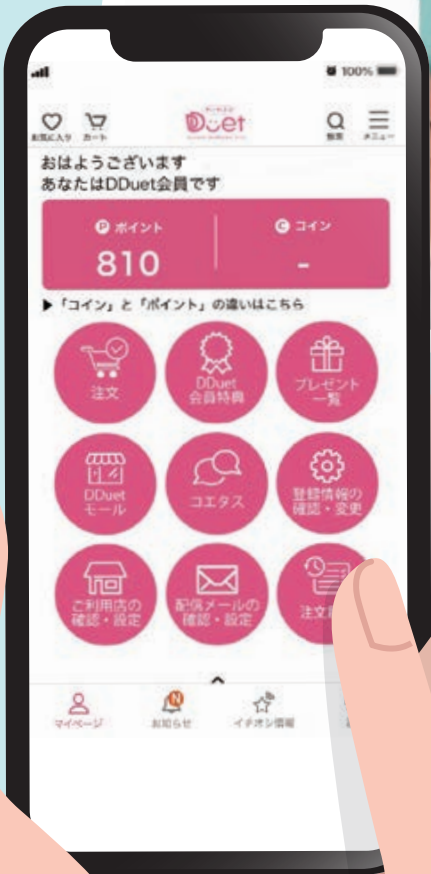 100%
お気に入り カート DDuet 検索 メニュー
おはようございます
あなたはDDuet会員です
P ポイント C コイン
810 -
▶「コイン」と「ポイント」の違いはこちら
注文 DDuet プレゼント
会員特典 一覧
DDuet コエタス 登録情報の
モール 確認・変更
ご利用店の 配信メールの 注文
確認・設定 確認・設定
N
マイページ お知らせ イチオシ情報